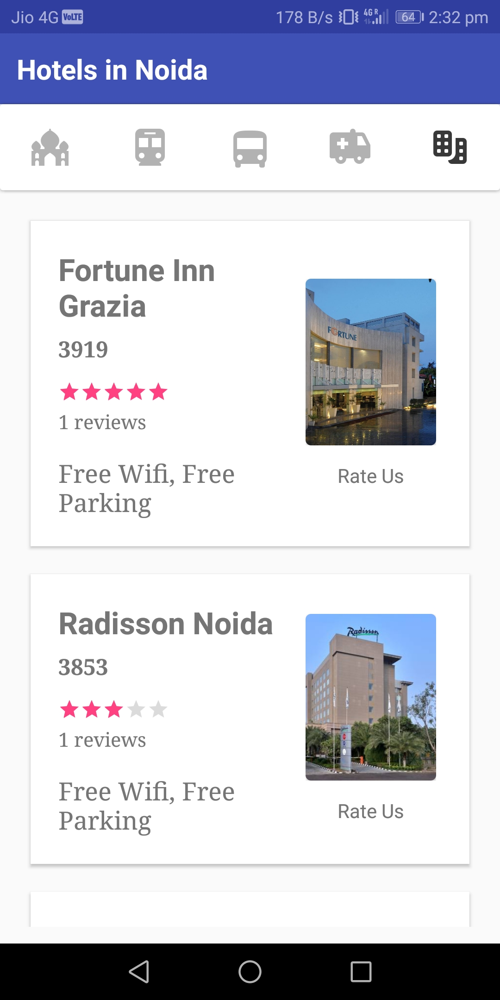 Jio 4G VoLTE 178 B/s 4G R 64 2:32 pm
Hotels in Noida
Fortune Inn
Grazia
3919
1 reviews
Free Wifi, Free
Parking
FORTUNE
Rate Us
Radisson Noida
3853
1 reviews
Free Wifi, Free
Parking
Radisson
Rate Us